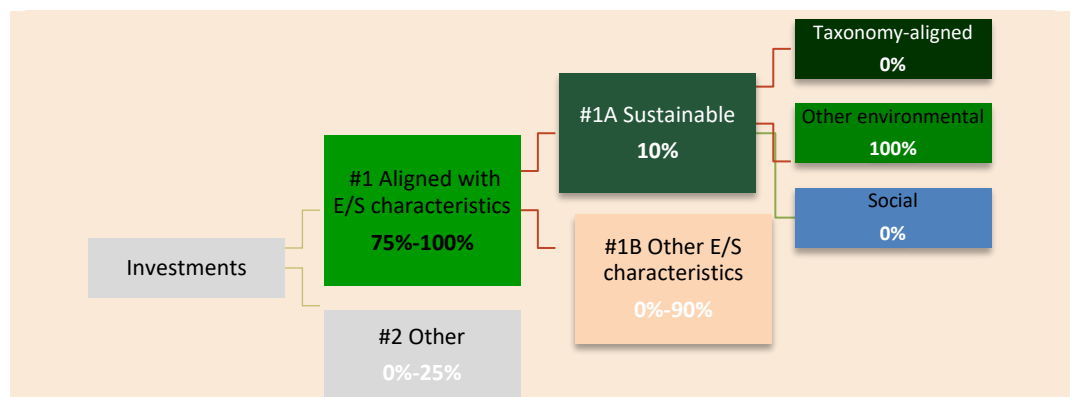 Investments
#1 Aligned with
E/S characteristics
75%-100%
#2 Other
0%-25%
#1A Sustainable
10%
#1B Other E/S
characteristics
0%-90%
Taxonomy-aligned
0%
Other environmental
100%
Social
0%